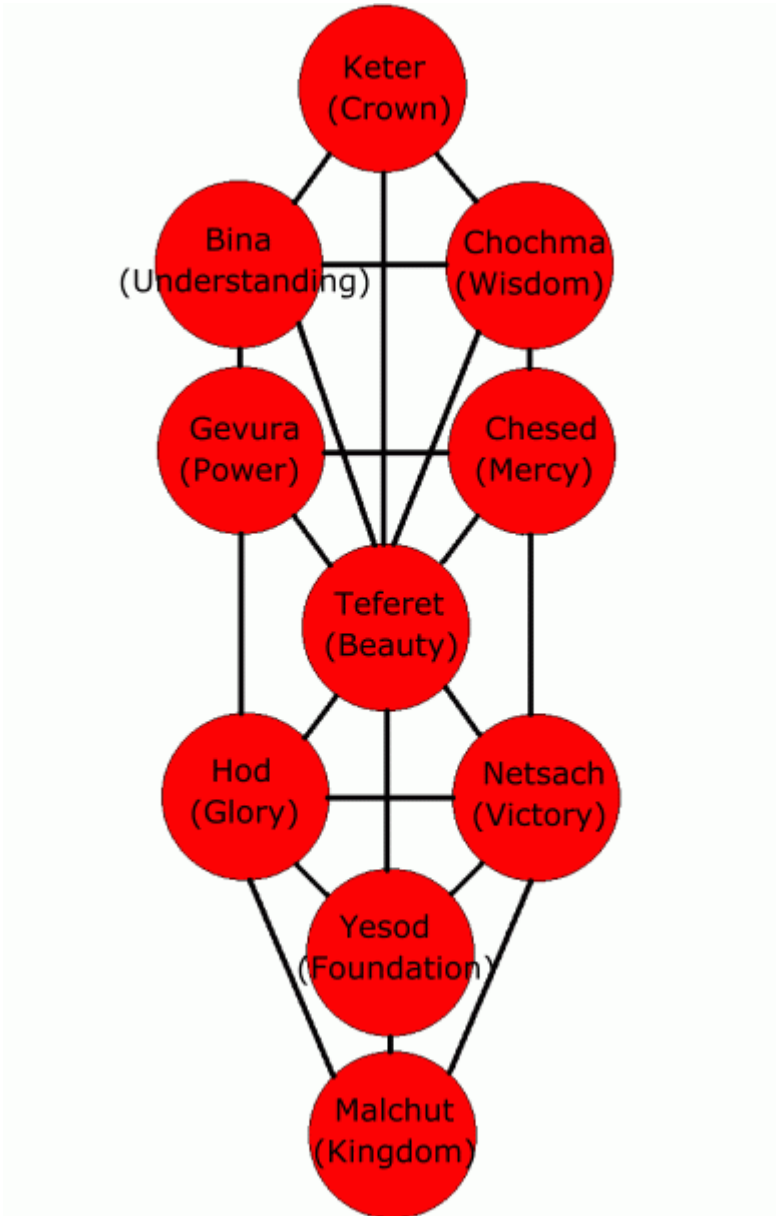 Keter
(Crown)
Bina
(Understanding)
Chochma
(Wisdom)
Gevura
(Power)
Chesed
(Mercy)
Teferet
(Beauty)
Hod
(Glory)
Netsach
(Victory)
Yesod
(Foundation)
Malchut
(Kingdom)